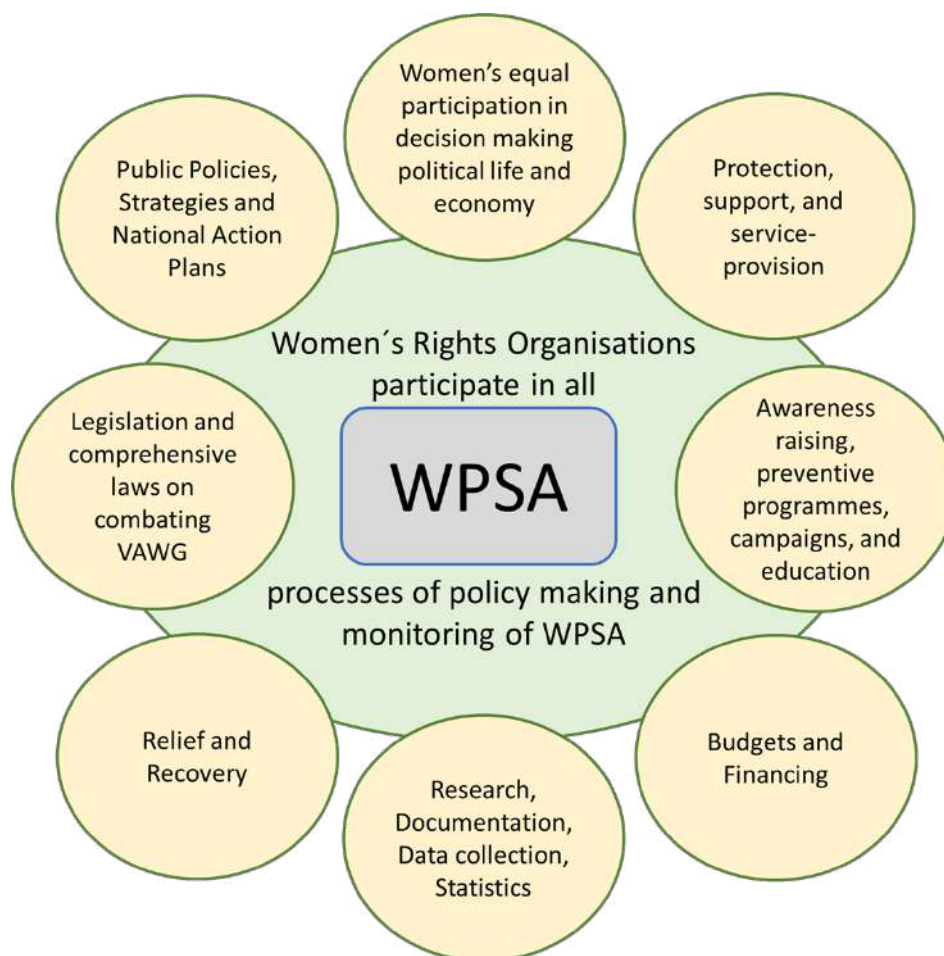 Women’s equal
participation in
decision making
political life and
economy
Protection,
support, and
service-
provision
Awareness
raising,
preventive
programmes,
campaigns, and
education
Budgets and
Financing
Research,
Documentation,
Data collection,
Statistics
Relief and
Recovery
Legislation and
comprehensive
laws on
combating
VAWG
Public Policies,
Strategies and
National Action
Plans
Women´s Rights Organisations
participate in all
WPSA
processes of policy making and
monitoring of WPSA